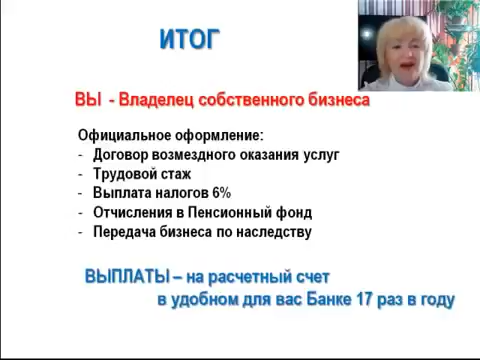 ИТОГ
ВЫ - Владелец собственного бизнеса
Официальное оформление:
- Договор возмездного оказания услуг
- Трудовой стаж
- Выплата налогов 6%
- Отчисления в Пенсионный фонд
- Передача бизнеса по наследству
ВЫПЛАТЫ – на расчетный счет
в удобном для вас Банке 17 раз в году